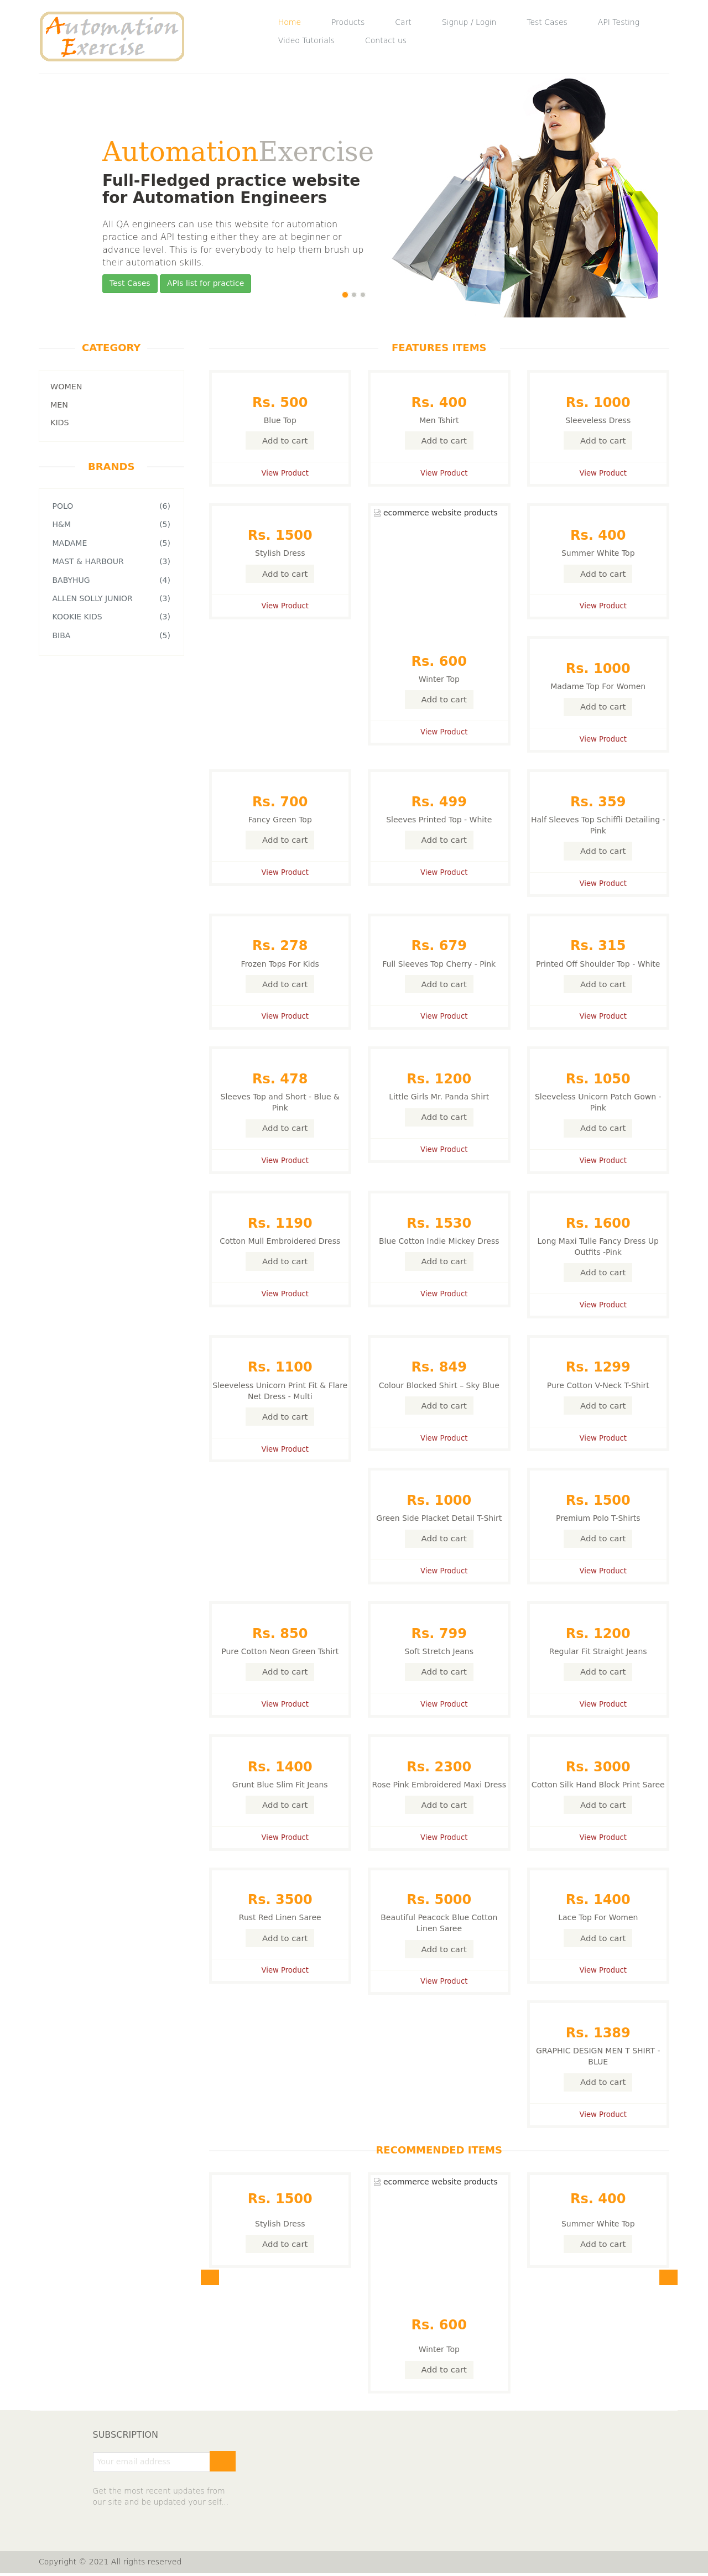 Automation
Exercise
Home
Products
Cart
Signup / Login
Test Cases
API Testing
Video Tutorials
Contact us
AutomationExercise
Full-Fledged practice website
for Automation Engineers
All QA engineers can use this website for automation
practice and API testing either they are at beginner or
advance level. This is for everybody to help them brush up
their automation skills.
Test Cases
APIs list for practice
CATEGORY
WOMEN
MEN
KIDS
BRANDS
POLO (6)
H&M (5)
MADAME (5)
MAST & HARBOUR (3)
BABYHUG (4)
ALLEN SOLLY JUNIOR (3)
KOOKIE KIDS (3)
BIBA (5)
FEATURES ITEMS
Rs. 500
Blue Top
Add to cart
View Product
Rs. 400
Men Tshirt
Add to cart
View Product
Rs. 1000
Sleeveless Dress
Add to cart
View Product
Rs. 1500
Stylish Dress
Add to cart
View Product
ecommerce website products
Rs. 600
Winter Top
Add to cart
View Product
Rs. 400
Summer White Top
Add to cart
View Product
Rs. 1000
Madame Top For Women
Add to cart
View Product
Rs. 700
Fancy Green Top
Add to cart
View Product
Rs. 499
Sleeves Printed Top - White
Add to cart
View Product
Rs. 359
Half Sleeves Top Schiffli Detailing -
Pink
Add to cart
View Product
Rs. 278
Frozen Tops For Kids
Add to cart
View Product
Rs. 679
Full Sleeves Top Cherry - Pink
Add to cart
View Product
Rs. 315
Printed Off Shoulder Top - White
Add to cart
View Product
Rs. 478
Sleeves Top and Short - Blue &
Pink
Add to cart
View Product
Rs. 1200
Little Girls Mr. Panda Shirt
Add to cart
View Product
Rs. 1050
Sleeveless Unicorn Patch Gown -
Pink
Add to cart
View Product
Rs. 1190
Cotton Mull Embroidered Dress
Add to cart
View Product
Rs. 1530
Blue Cotton Indie Mickey Dress
Add to cart
View Product
Rs. 1600
Long Maxi Tulle Fancy Dress Up
Outfits -Pink
Add to cart
View Product
Rs. 1100
Sleeveless Unicorn Print Fit & Flare
Net Dress - Multi
Add to cart
View Product
Rs. 849
Colour Blocked Shirt – Sky Blue
Add to cart
View Product
Rs. 1299
Pure Cotton V-Neck T-Shirt
Add to cart
View Product
Rs. 1000
Green Side Placket Detail T-Shirt
Add to cart
View Product
Rs. 1500
Premium Polo T-Shirts
Add to cart
View Product
Rs. 850
Pure Cotton Neon Green Tshirt
Add to cart
View Product
Rs. 799
Soft Stretch Jeans
Add to cart
View Product
Rs. 1200
Regular Fit Straight Jeans
Add to cart
View Product
Rs. 1400
Grunt Blue Slim Fit Jeans
Add to cart
View Product
Rs. 2300
Rose Pink Embroidered Maxi Dress
Add to cart
View Product
Rs. 3000
Cotton Silk Hand Block Print Saree
Add to cart
View Product
Rs. 3500
Rust Red Linen Saree
Add to cart
View Product
Rs. 5000
Beautiful Peacock Blue Cotton
Linen Saree
Add to cart
View Product
Rs. 1400
Lace Top For Women
Add to cart
View Product
Rs. 1389
GRAPHIC DESIGN MEN T SHIRT -
BLUE
Add to cart
View Product
RECOMMENDED ITEMS
Rs. 1500
Stylish Dress
Add to cart
ecommerce website products
Rs. 600
Winter Top
Add to cart
Rs. 400
Summer White Top
Add to cart
SUBSCRIPTION
Your email address
Get the most recent updates from
our site and be updated your self...
Copyright © 2021 All rights reserved